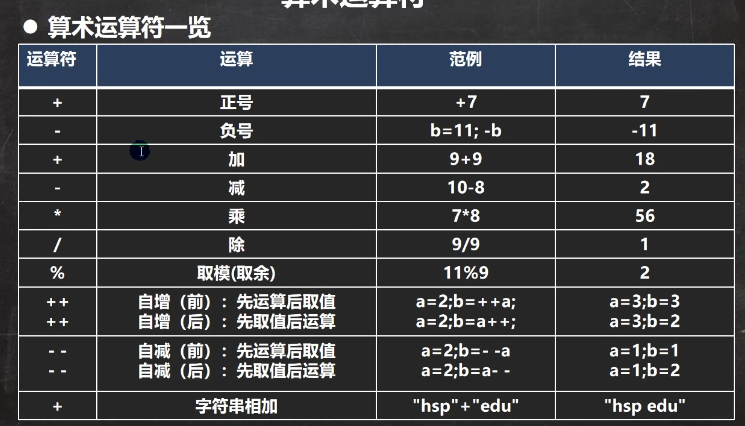 算术运算符
● 算术运算符一览
运算符 运算 范例 结果
+ 正号 +7 7
- 负号 b=11; -b -11
+ 加 9+9 18
- 减 10-8 2
* 乘 7*8 56
/ 除 9/9 1
% 取模(取余) 11%9 2
++ 自增（前）：先运算后取值 a=2;b=++a; a=3;b=3
++ 自增（后）：先取值后运算 a=2;b=a++; a=3;b=2
- - 自减（前）：先运算后取值 a=2;b=- -a a=1;b=1
- - 自减（后）：先取值后运算 a=2;b=a- - a=1;b=2
+ 字符串相加 "hsp"+"edu" "hsp edu"